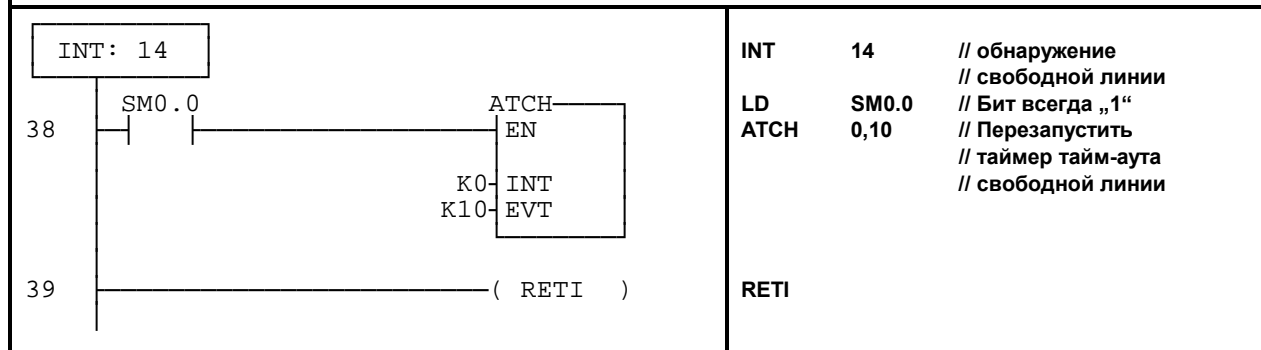 INT: 14
SM0.0
ATCH
38
EN
K0 INT
K10 EVT
39
( RETI )
INT 14 // обнаружение
// свободной линии
LD SM0.0 // Бит всегда „1“
ATCH 0,10 // Перезапустить
// таймер тайм-аута
// свободной линии
RETI